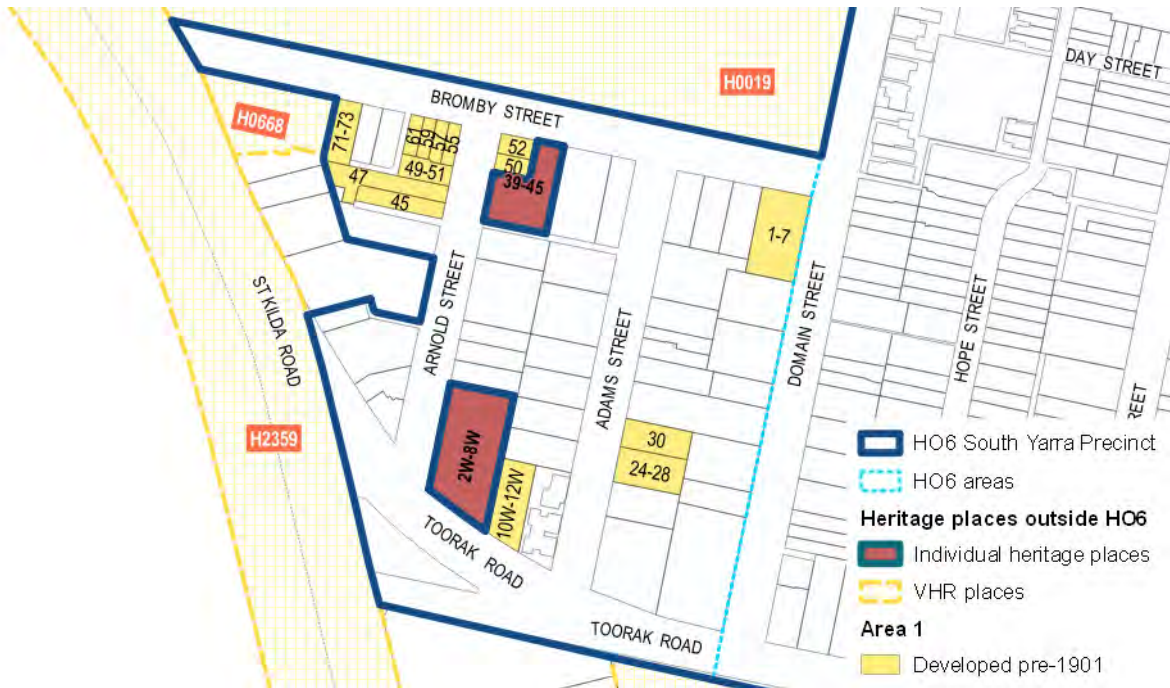 DAY STREET
H0019
BROMBY STREET
H0668
71-73
61
59
57
55
52
50
49-51
39-45
47
45
1-7
ST KILDA ROAD
ARNOLD STREET
ADAMS STREET
DOMAIN STREET
HOPE STREET
REET
H2359
2W-8W
10W-12W
30
24-28
TOORAK ROAD
TOORAK ROAD
HO6 South Yarra Precinct
HO6 areas
Heritage places outside HO6
Individual heritage places
VHR places
Area 1
Developed pre-1901